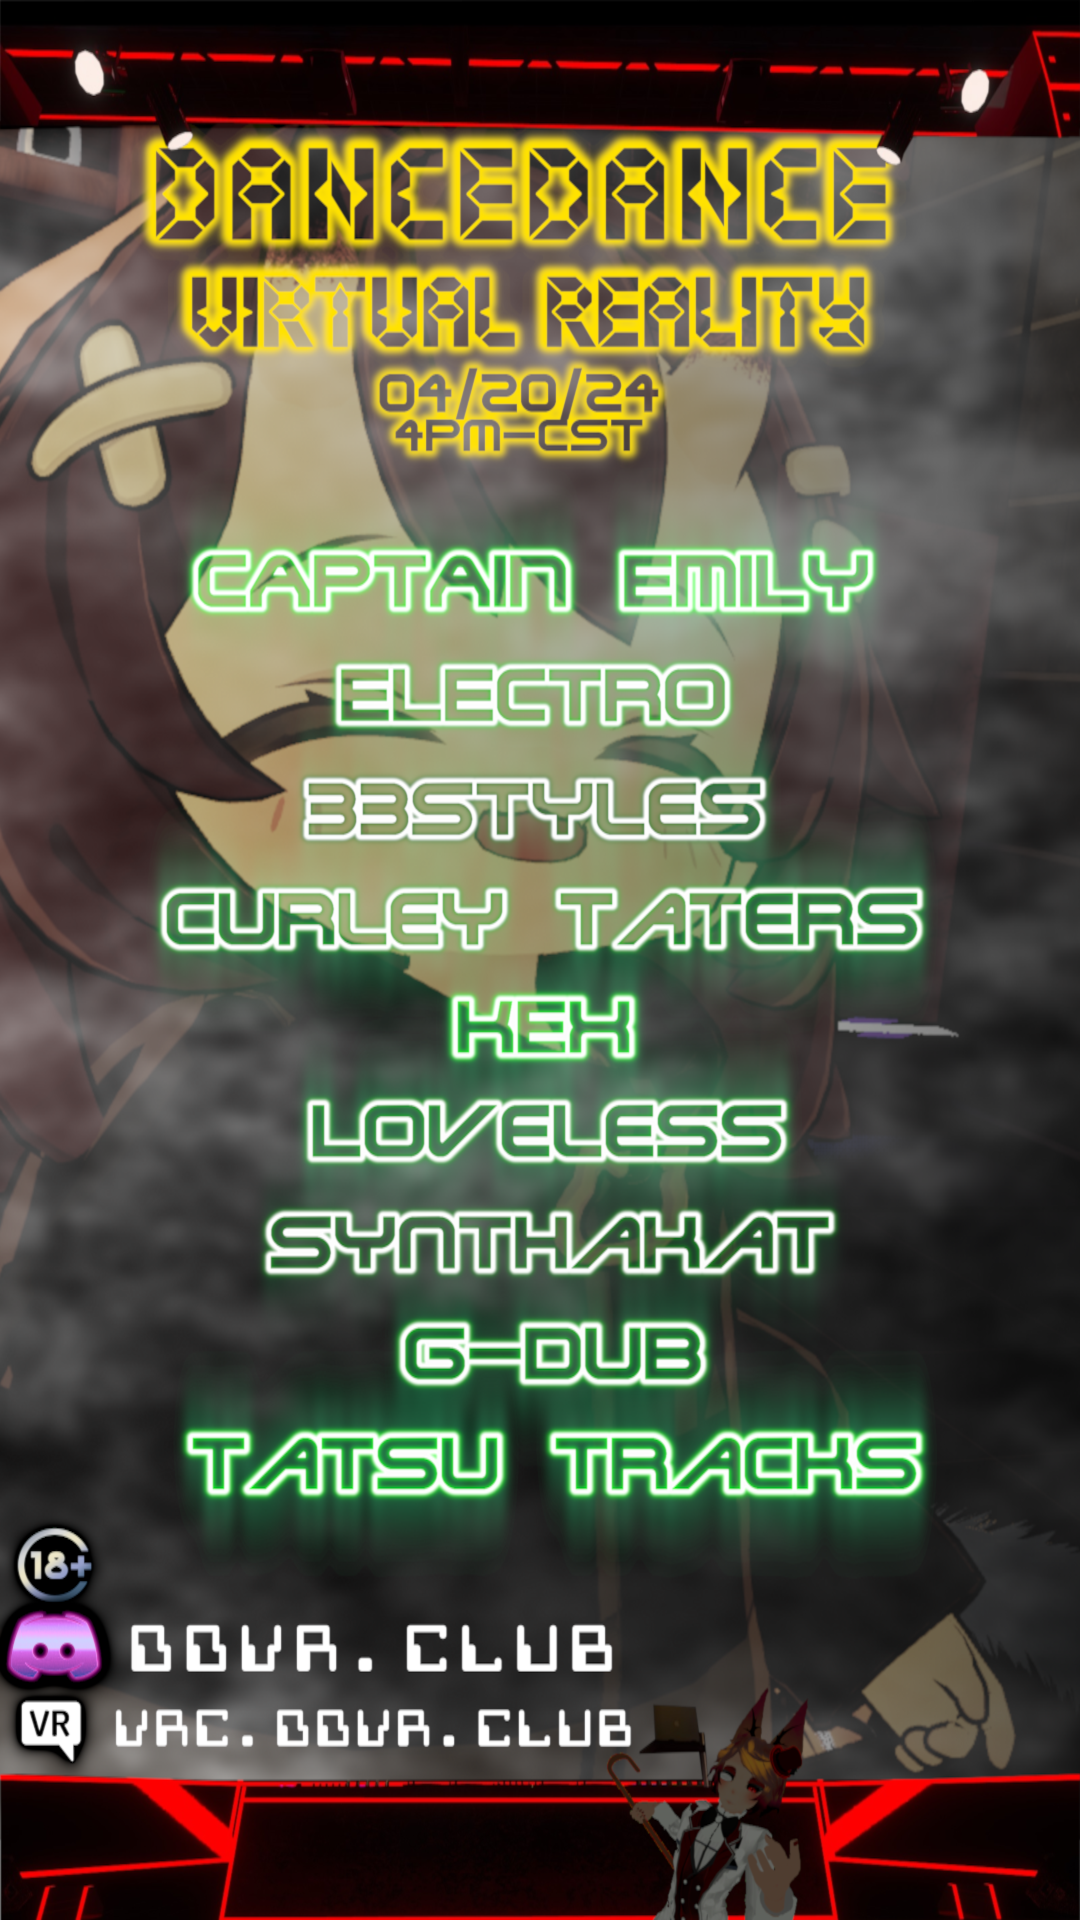 DANCEDANCE
VIRTUAL REALITY
04/20/24
4PM-CST
CAPTAIN EMILY
ELECTRO
33STYLES
CURLEY TATERS
KEX
LOVELESS
SYNTHAKAT
G-DUB
TATSU TRACKS
18+
DDVR.CLUB
VR VRC.DDVR.CLUB